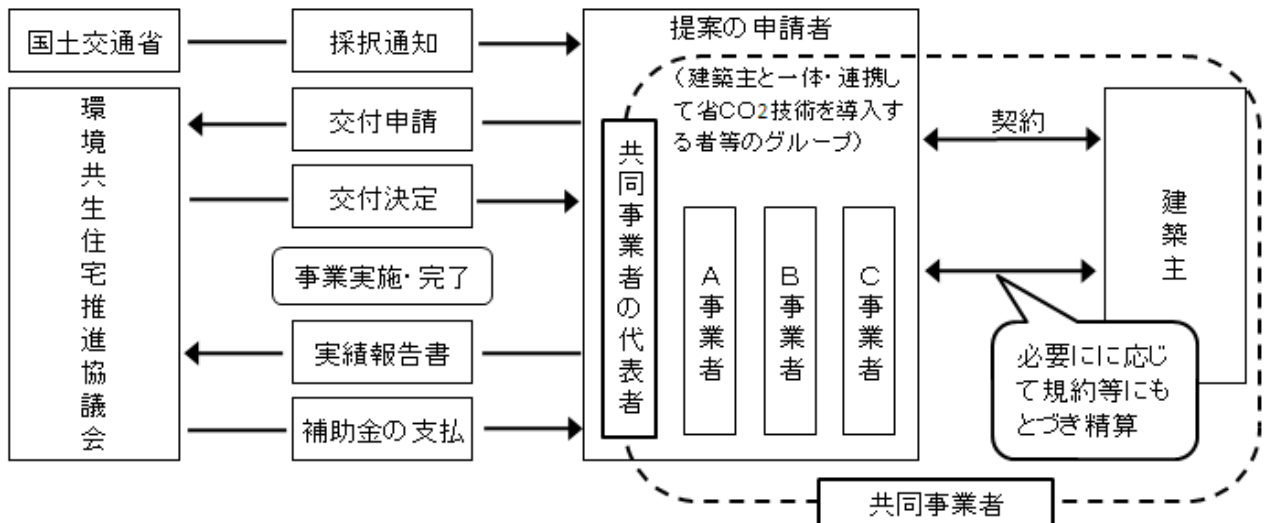 国土交通省
採択通知
提案の申請者
(建築主と一体・連携し
て省CO2技術を導入す
る者等のグループ)
環境共生住宅推進協議会
交付申請
交付決定
事業実施・完了
実績報告書
補助金の支払
共同事業者の代表者
A事業者
B事業者
C事業者
契約
建築主
必要にに応じ
て規約等にも
とづき精算
共同事業者